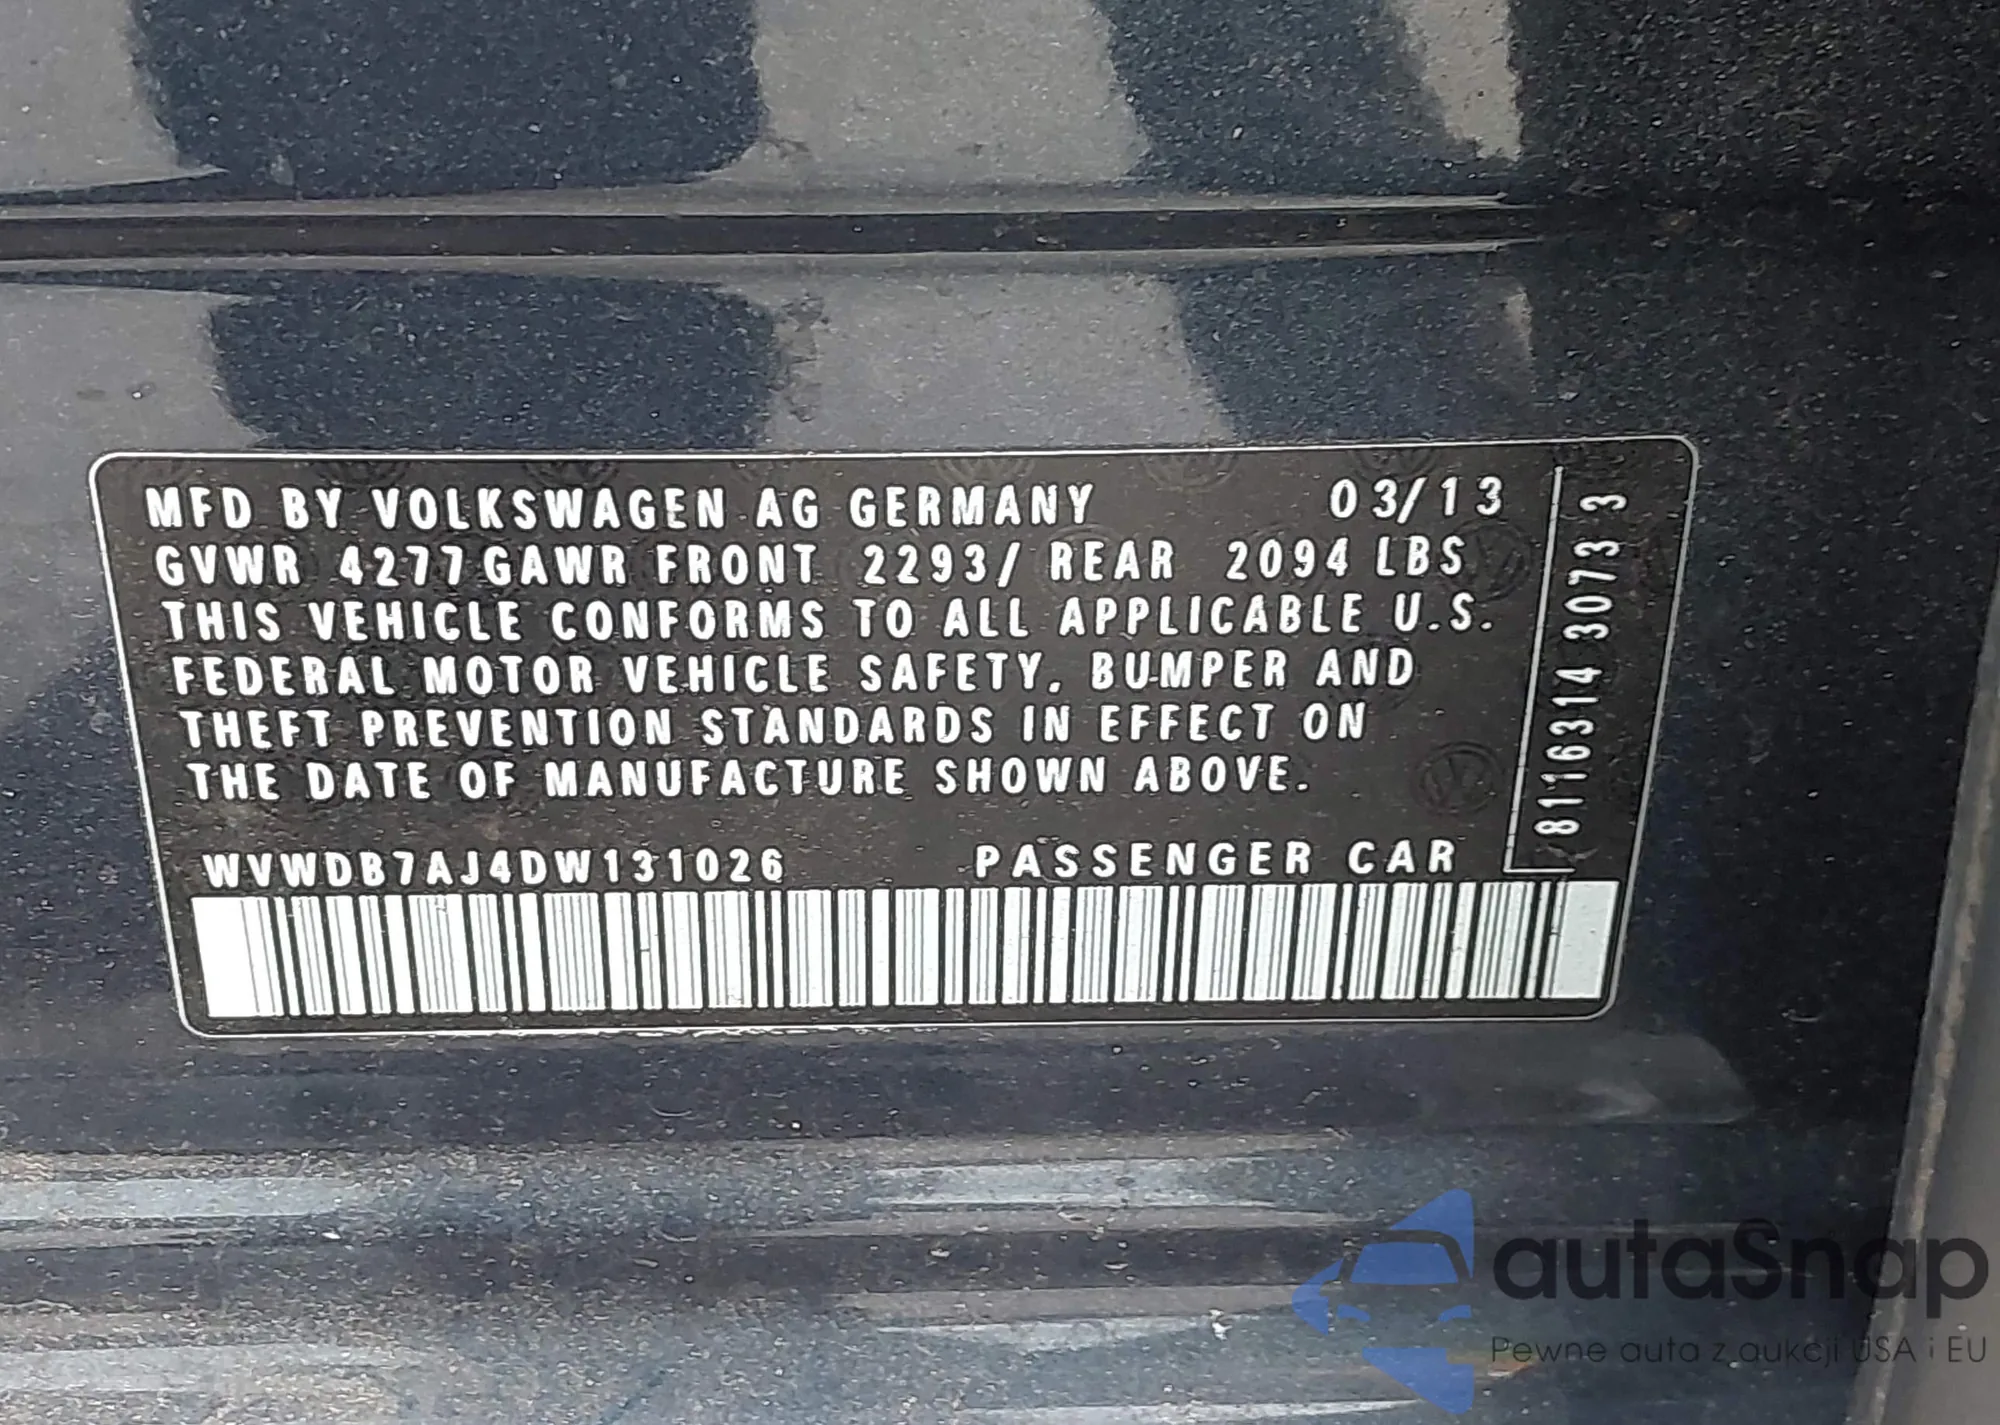 MFD BY VOLKSWAGEN AG GERMANY 03/13
GVWR 4277 GAWR FRONT 2293/ REAR 2094 LBS
THIS VEHICLE CONFORMS TO ALL APPLICABLE U.S.
FEDERAL MOTOR VEHICLE SAFETY, BUMPER AND
THEFT PREVENTION STANDARDS IN EFFECT ON
THE DATE OF MANUFACTURE SHOWN ABOVE.
WVWDB7AJ4DW131026 PASSENGER CAR
8116314 3073 3
autaSnap
Pewne auta z aukcji USA i EU